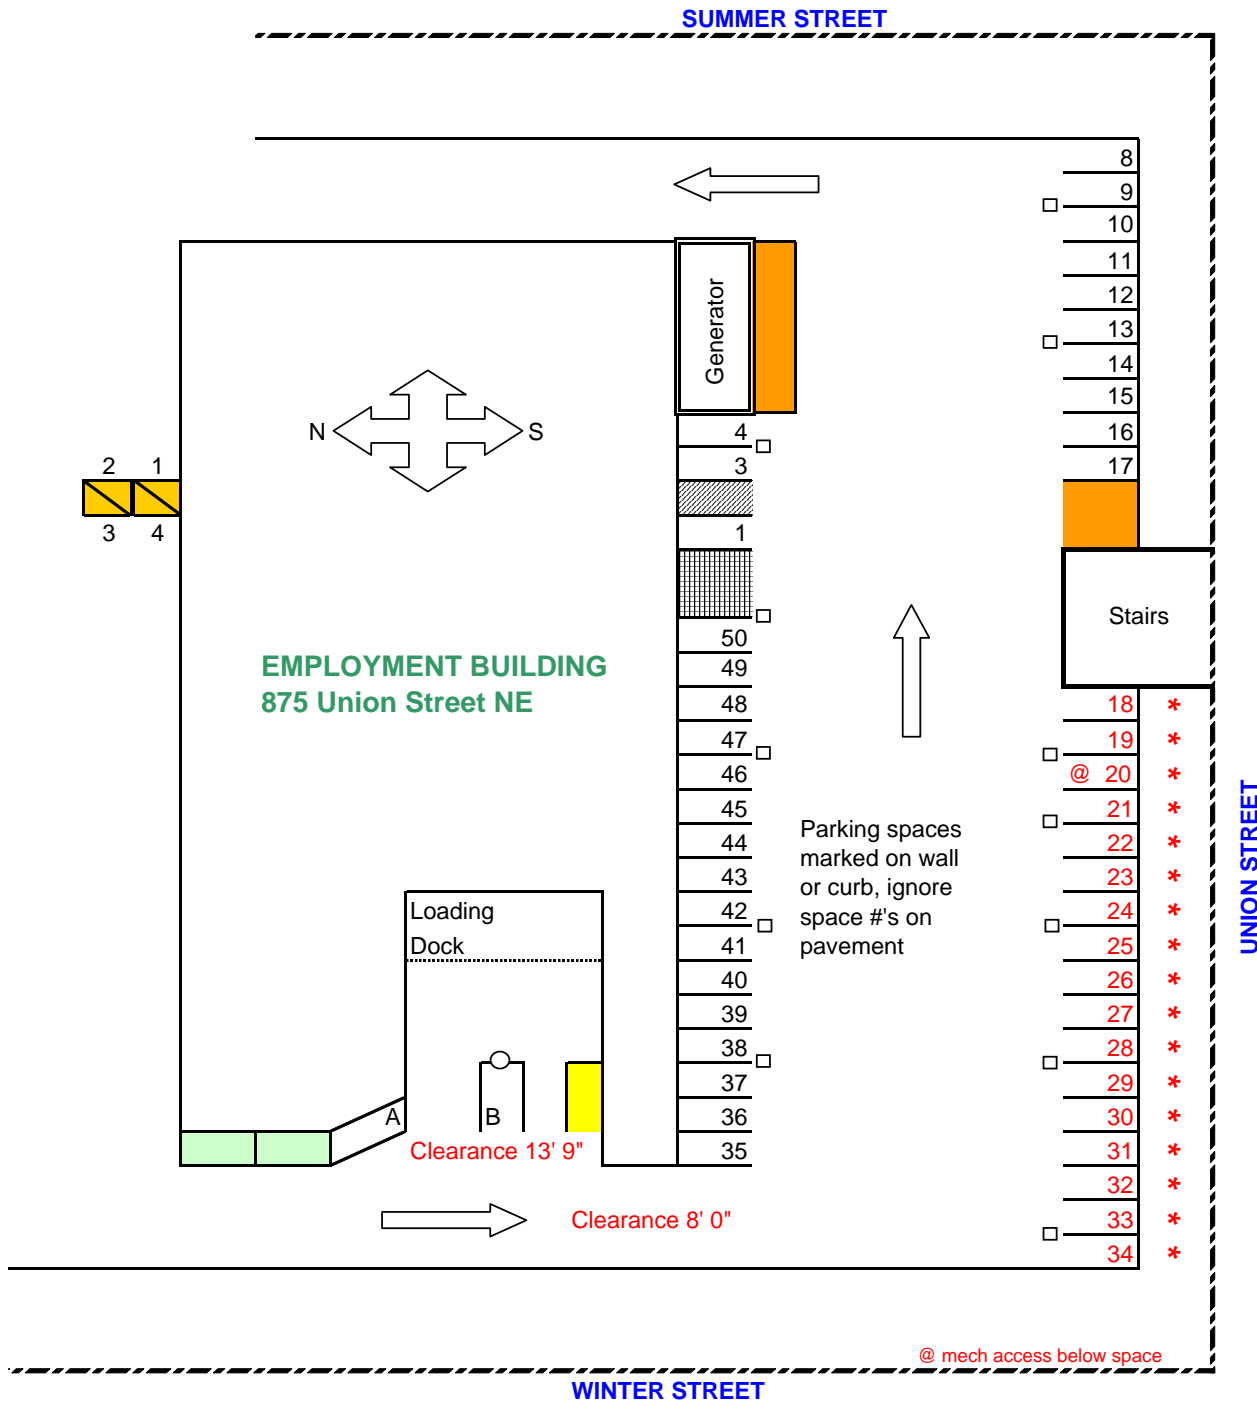 SUMMER STREET
8
9
10
11
12
13
14
15
16
17
Generator
N
S
4
3
1
2 1
3 4
Stairs
EMPLOYMENT BUILDING
875 Union Street NE
50
49
48
47
46
45
44
43
42
41
40
39
38
37
36
35
Parking spaces
marked on wall
or curb, ignore
space #'s on
pavement
18 *
19 *
@ 20 *
21 *
22 *
23 *
24 *
25 *
26 *
27 *
28 *
29 *
30 *
31 *
32 *
33 *
34 *
UNION STREET
Loading
Dock
A
B
Clearance 13' 9"
Clearance 8' 0"
@ mech access below space
WINTER STREET